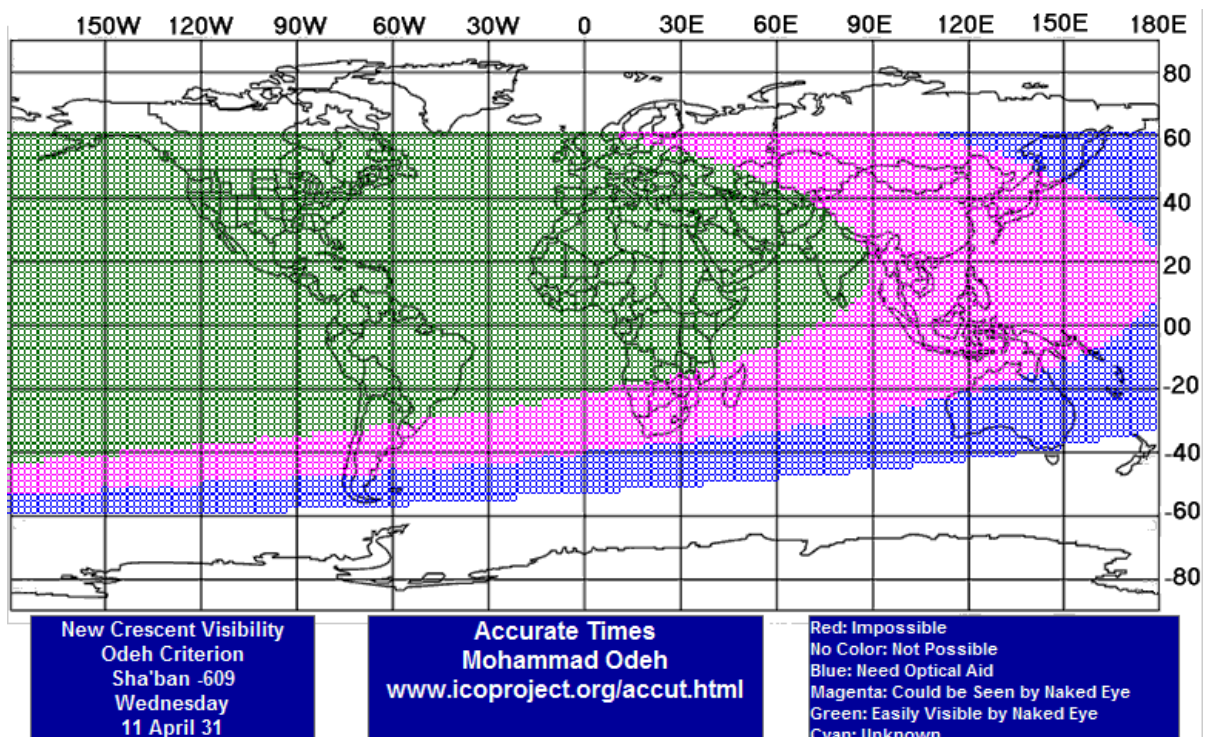 150W 120W 90W 60W 30W 0 30E 60E 90E 120E 150E 180E
80
60
40
20
00
-20
-40
-60
-80
New Crescent Visibility
Odeh Criterion
Sha'ban -609
Wednesday
11 April 31
Accurate Times
Mohammad Odeh
www.icoproject.org/accut.html
Red: Impossible
No Color: Not Possible
Blue: Need Optical Aid
Magenta: Could be Seen by Naked Eye
Green: Easily Visible by Naked Eye
Cyan: Unknown